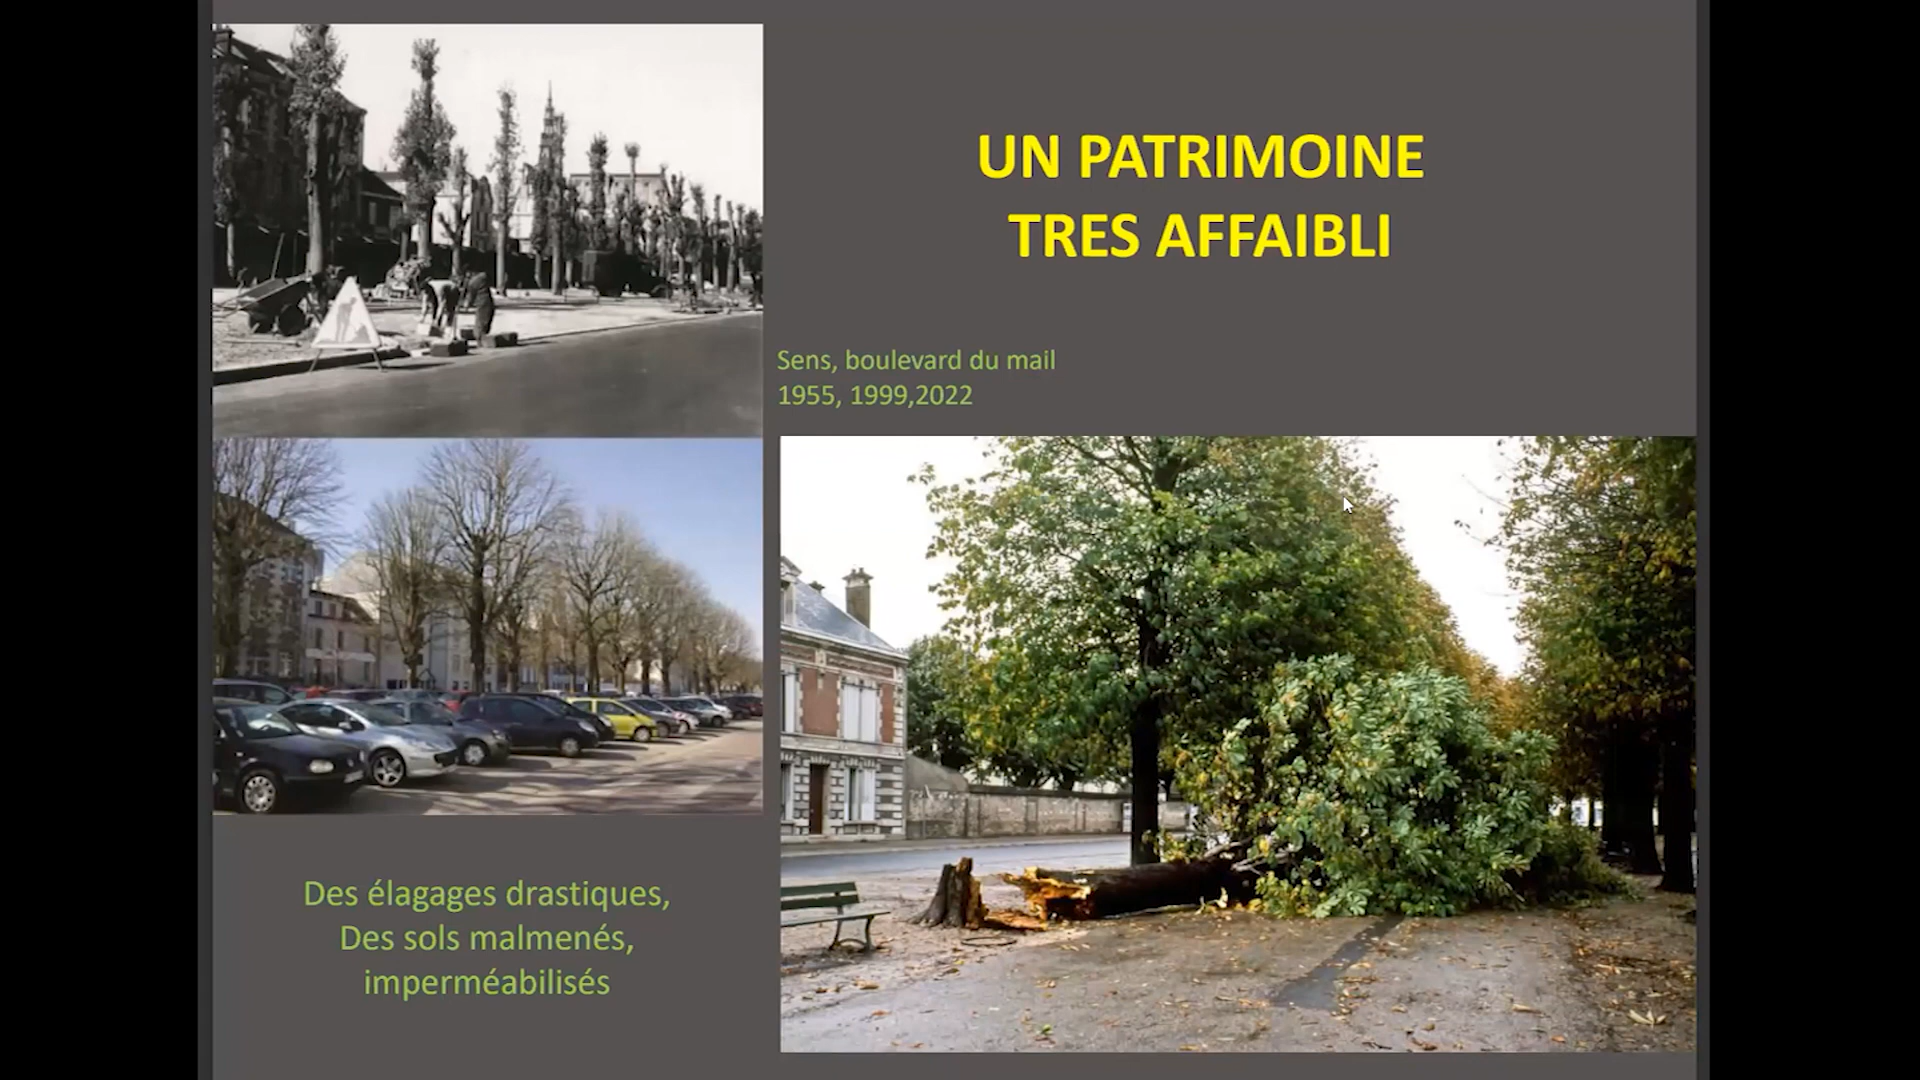 UN PATRIMOINE
TRES AFFAIBLI
Sens, boulevard du mail
1955, 1999,2022
Des élagages drastiques,
Des sols malmenés,
imperméabilisés